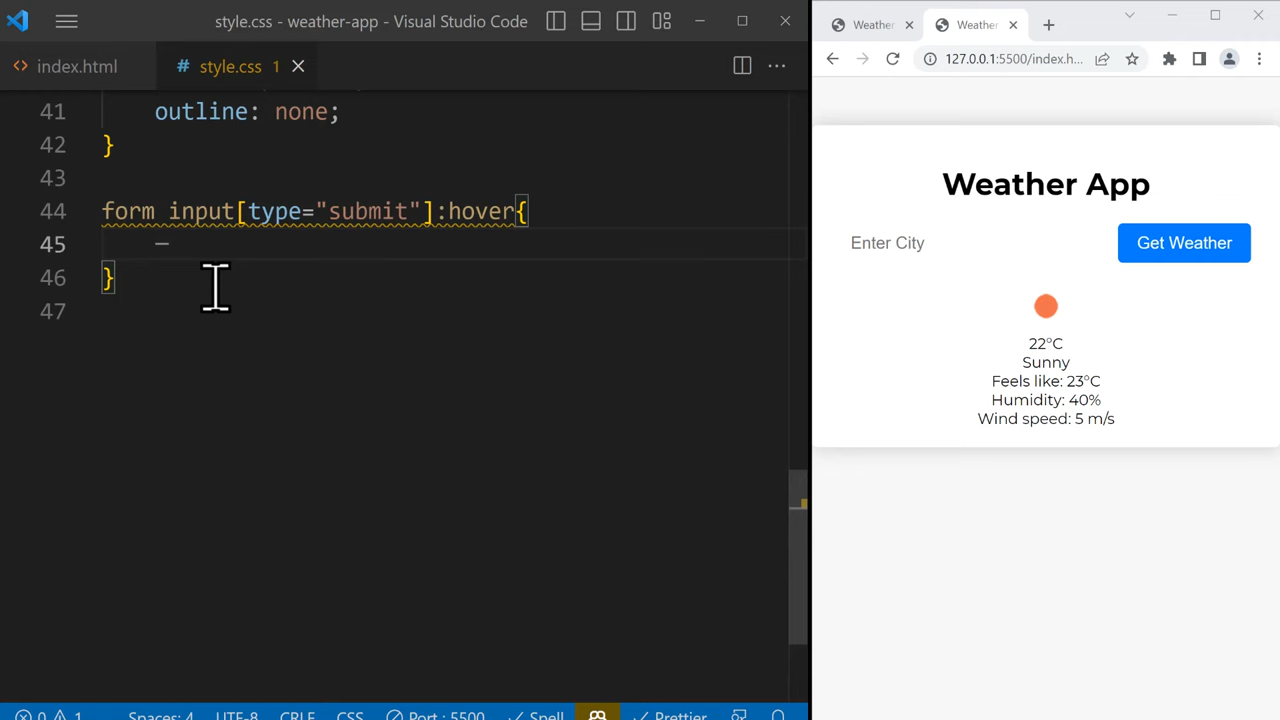 style.css - weather-app - Visual Studio Code
index.html
# style.css 1
41 outline: none;
42 }
43
44 form input[type="submit"]:hover{
45
46 }
47
0 1 Spaces: 4 UTF-8 CRLF CSS Port : 5500 Spell Prettier
Weather
Weather
127.0.0.1:5500/index.h...
Weather App
Enter City
Get Weather
22°C
Sunny
Feels like: 23°C
Humidity: 40%
Wind speed: 5 m/s